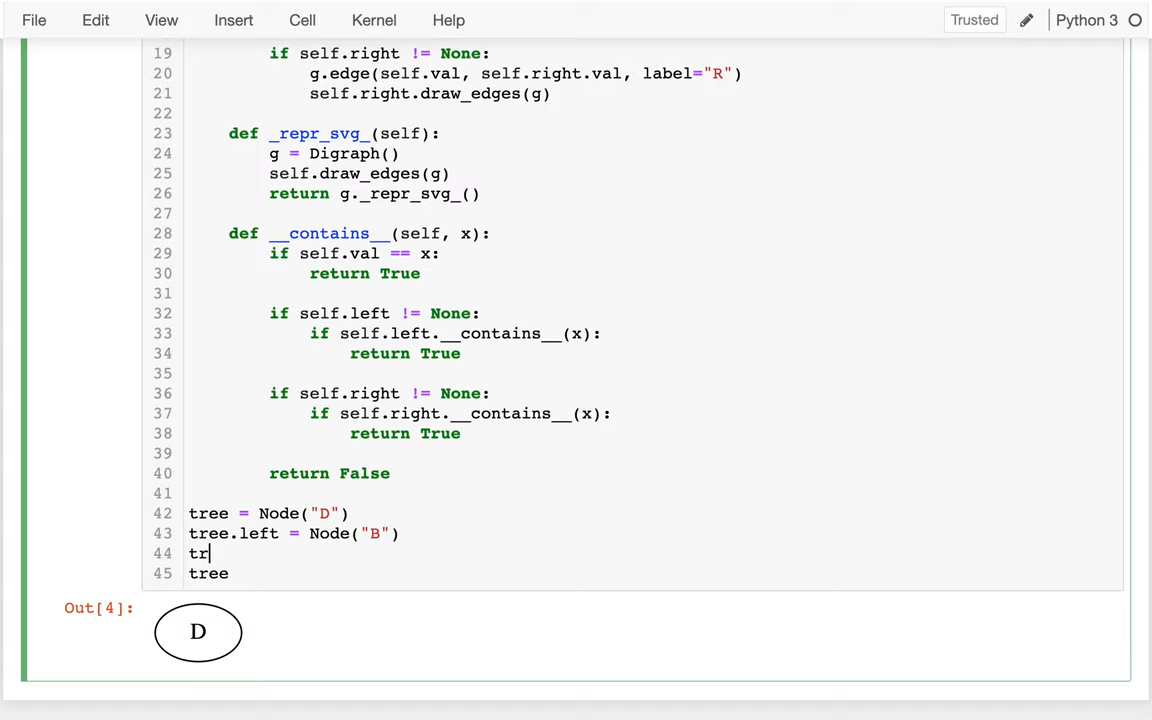 File Edit View Insert Cell Kernel Help Trusted Python 3
19         if self.right != None:
20             g.edge(self.val, self.right.val, label="R")
21             self.right.draw_edges(g)
22
23     def _repr_svg_(self):
24         g = Digraph()
25         self.draw_edges(g)
26         return g._repr_svg_()
27
28     def __contains__(self, x):
29         if self.val == x:
30             return True
31
32         if self.left != None:
33             if self.left.__contains__(x):
34                 return True
35
36         if self.right != None:
37             if self.right.__contains__(x):
38                 return True
39
40         return False
41
42 tree = Node("D")
43 tree.left = Node("B")
44 tr
45 tree
Out[4]:
D